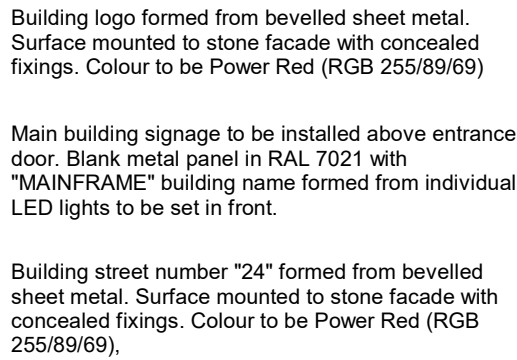 Building logo formed from bevelled sheet metal.
Surface mounted to stone facade with concealed
fixings. Colour to be Power Red (RGB 255/89/69)
Main building signage to be installed above entrance
door. Blank metal panel in RAL 7021 with
"MAINFRAME" building name formed from individual
LED lights to be set in front.
Building street number "24" formed from bevelled
sheet metal. Surface mounted to stone facade with
concealed fixings. Colour to be Power Red (RGB
255/89/69),